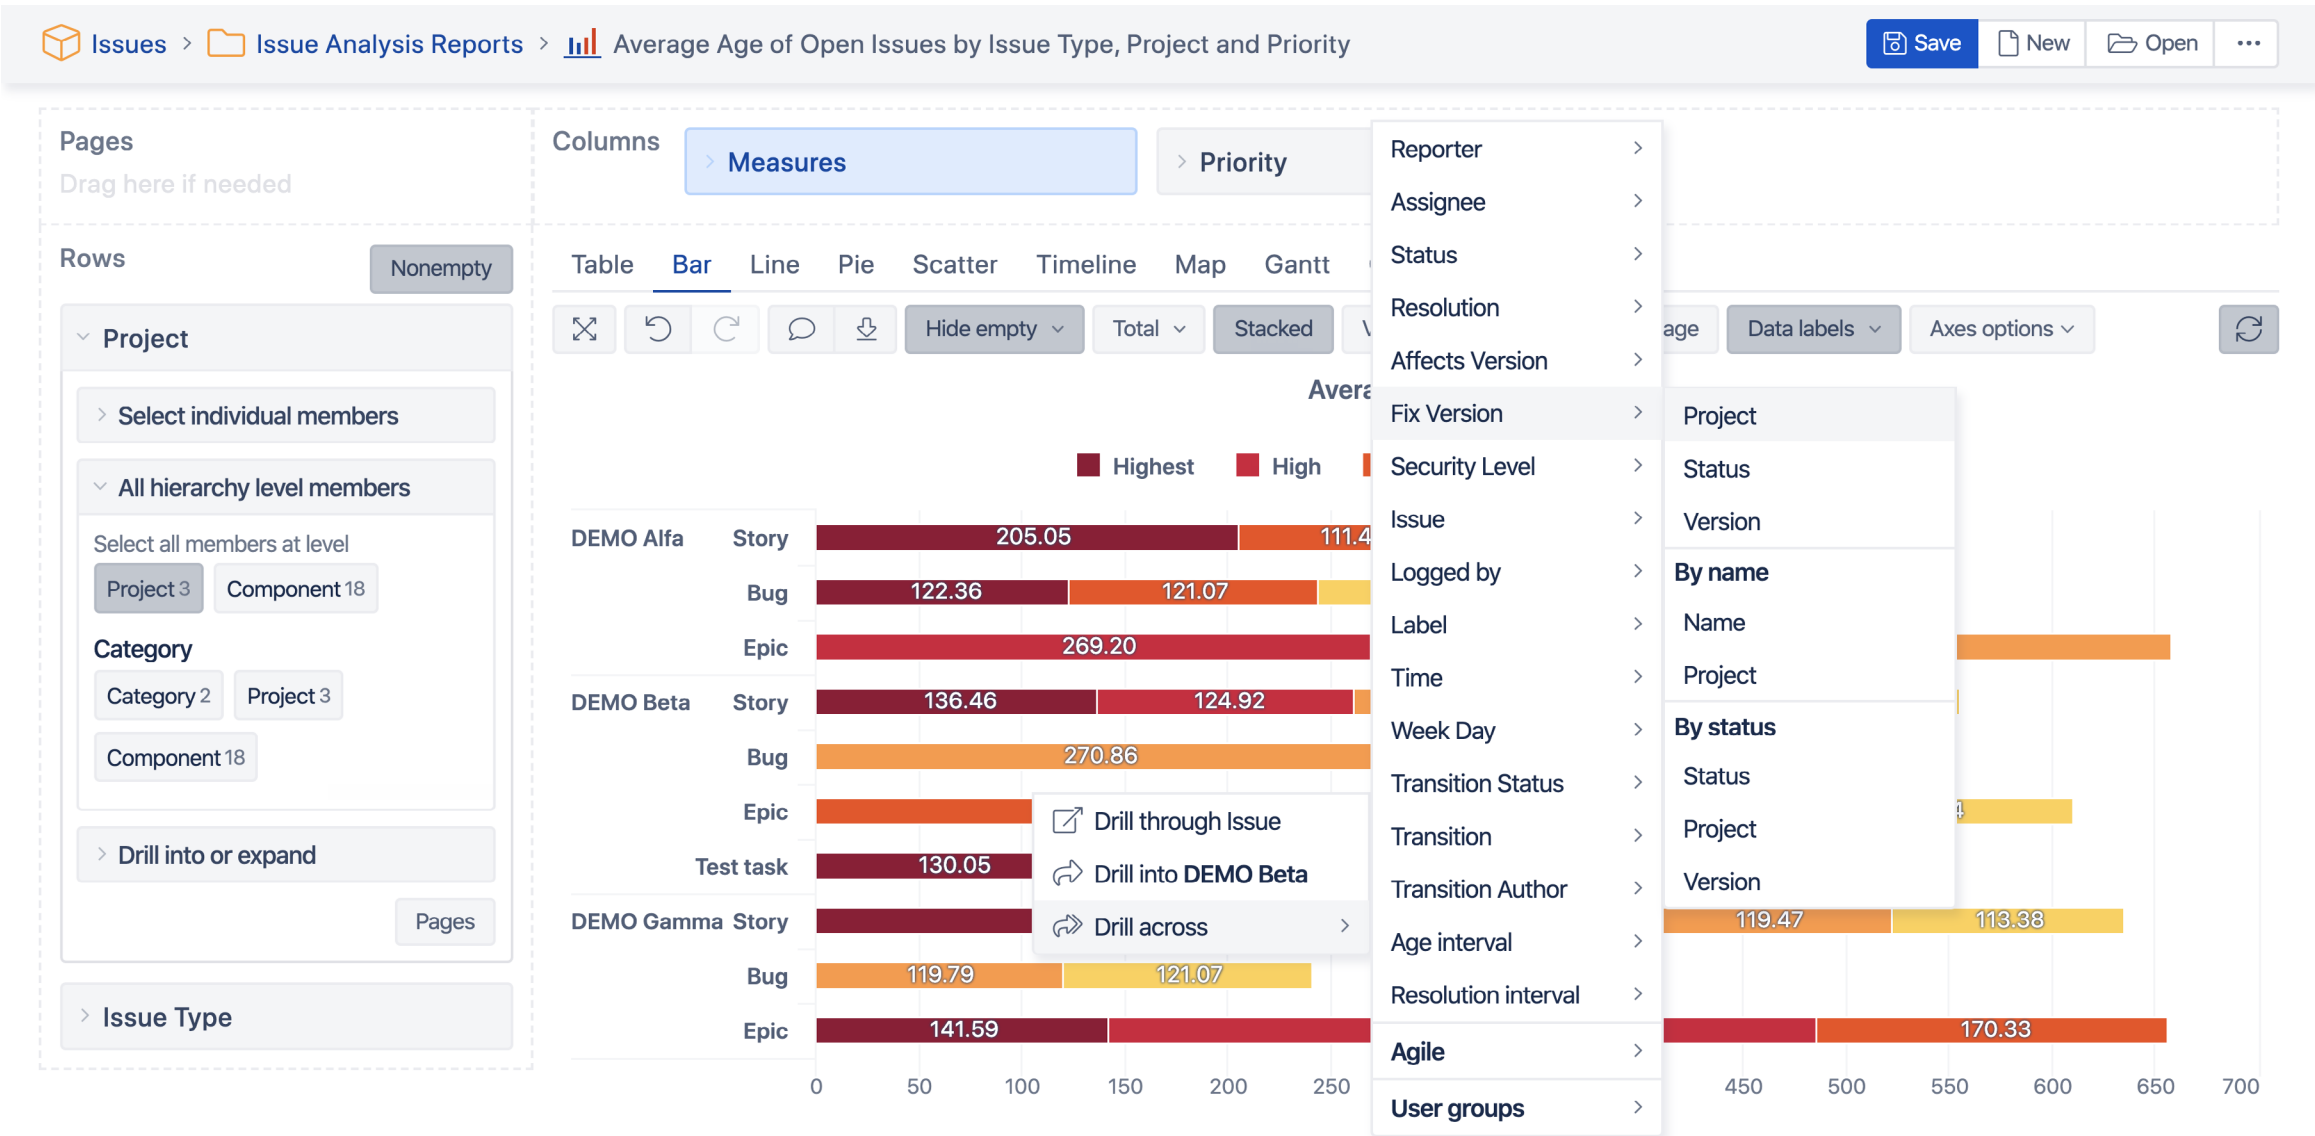 Issues > Issue Analysis Reports > Average Age of Open Issues by Issue Type, Project and Priority
Save New Open ...
Pages
Drag here if needed
Columns
Measures
Priority
Rows
Nonempty
Project
Select individual members
All hierarchy level members
Select all members at level
Project 3
Component 18
Category
Category 2
Project 3
Component 18
Drill into or expand
Pages
Issue Type
Table Bar Line Pie Scatter Timeline Map Gantt
Hide empty Total Stacked
age Data labels Axes options
Avera
Highest High
DEMO Alfa Story 205.05 111.4
Bug 122.36 121.07
Epic 269.20
DEMO Beta Story 136.46 124.92
Bug 270.86
Epic 4
Test task 130.05
DEMO Gamma Story 119.47 113.38
Bug 119.79 121.07
Epic 141.59 170.33
0 50 100 150 200 250 450 500 550 600 650 700
Drill through Issue
Drill into DEMO Beta
Drill across
Reporter
Assignee
Status
Resolution
Affects Version
Fix Version
Security Level
Issue
Logged by
Label
Time
Week Day
Transition Status
Transition
Transition Author
Age interval
Resolution interval
Agile
User groups
Project
Status
Version
By name
Name
Project
By status
Status
Project
Version